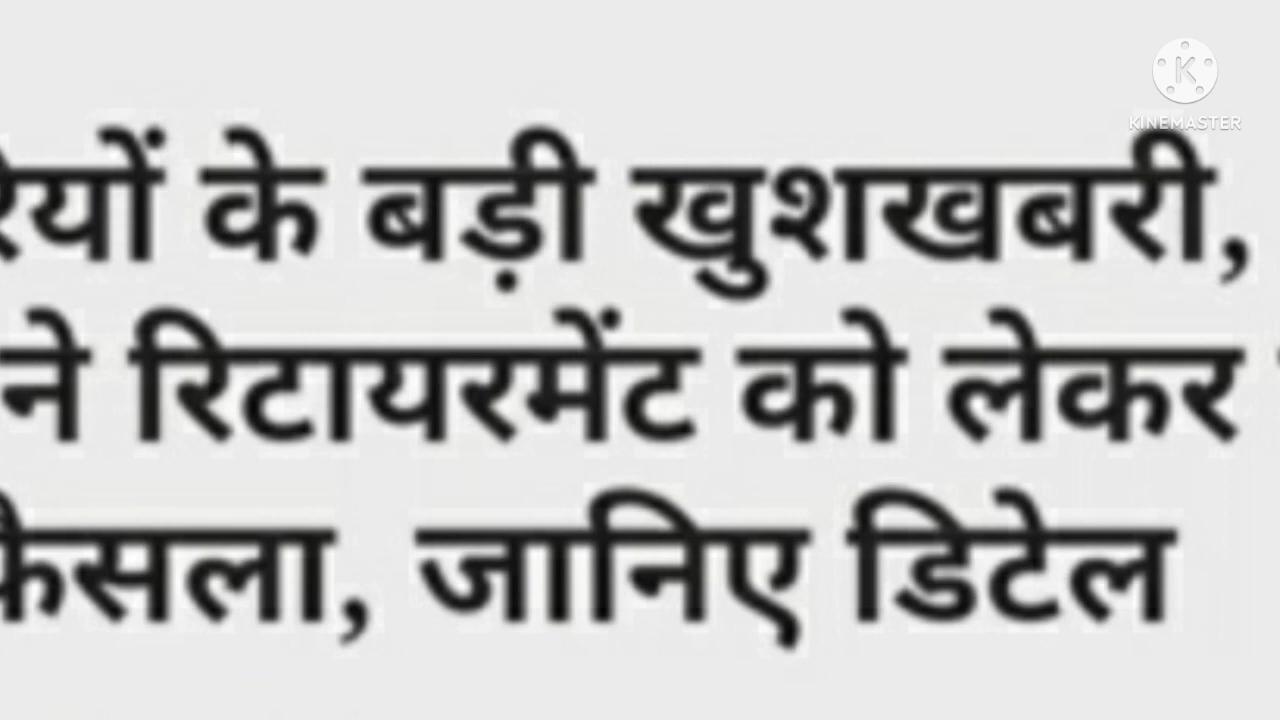 KINEMASTER
के बड़ी खुशखबरी,
ने रिटायरमेंट को लेकर
फैसला, जानिए डिटेल